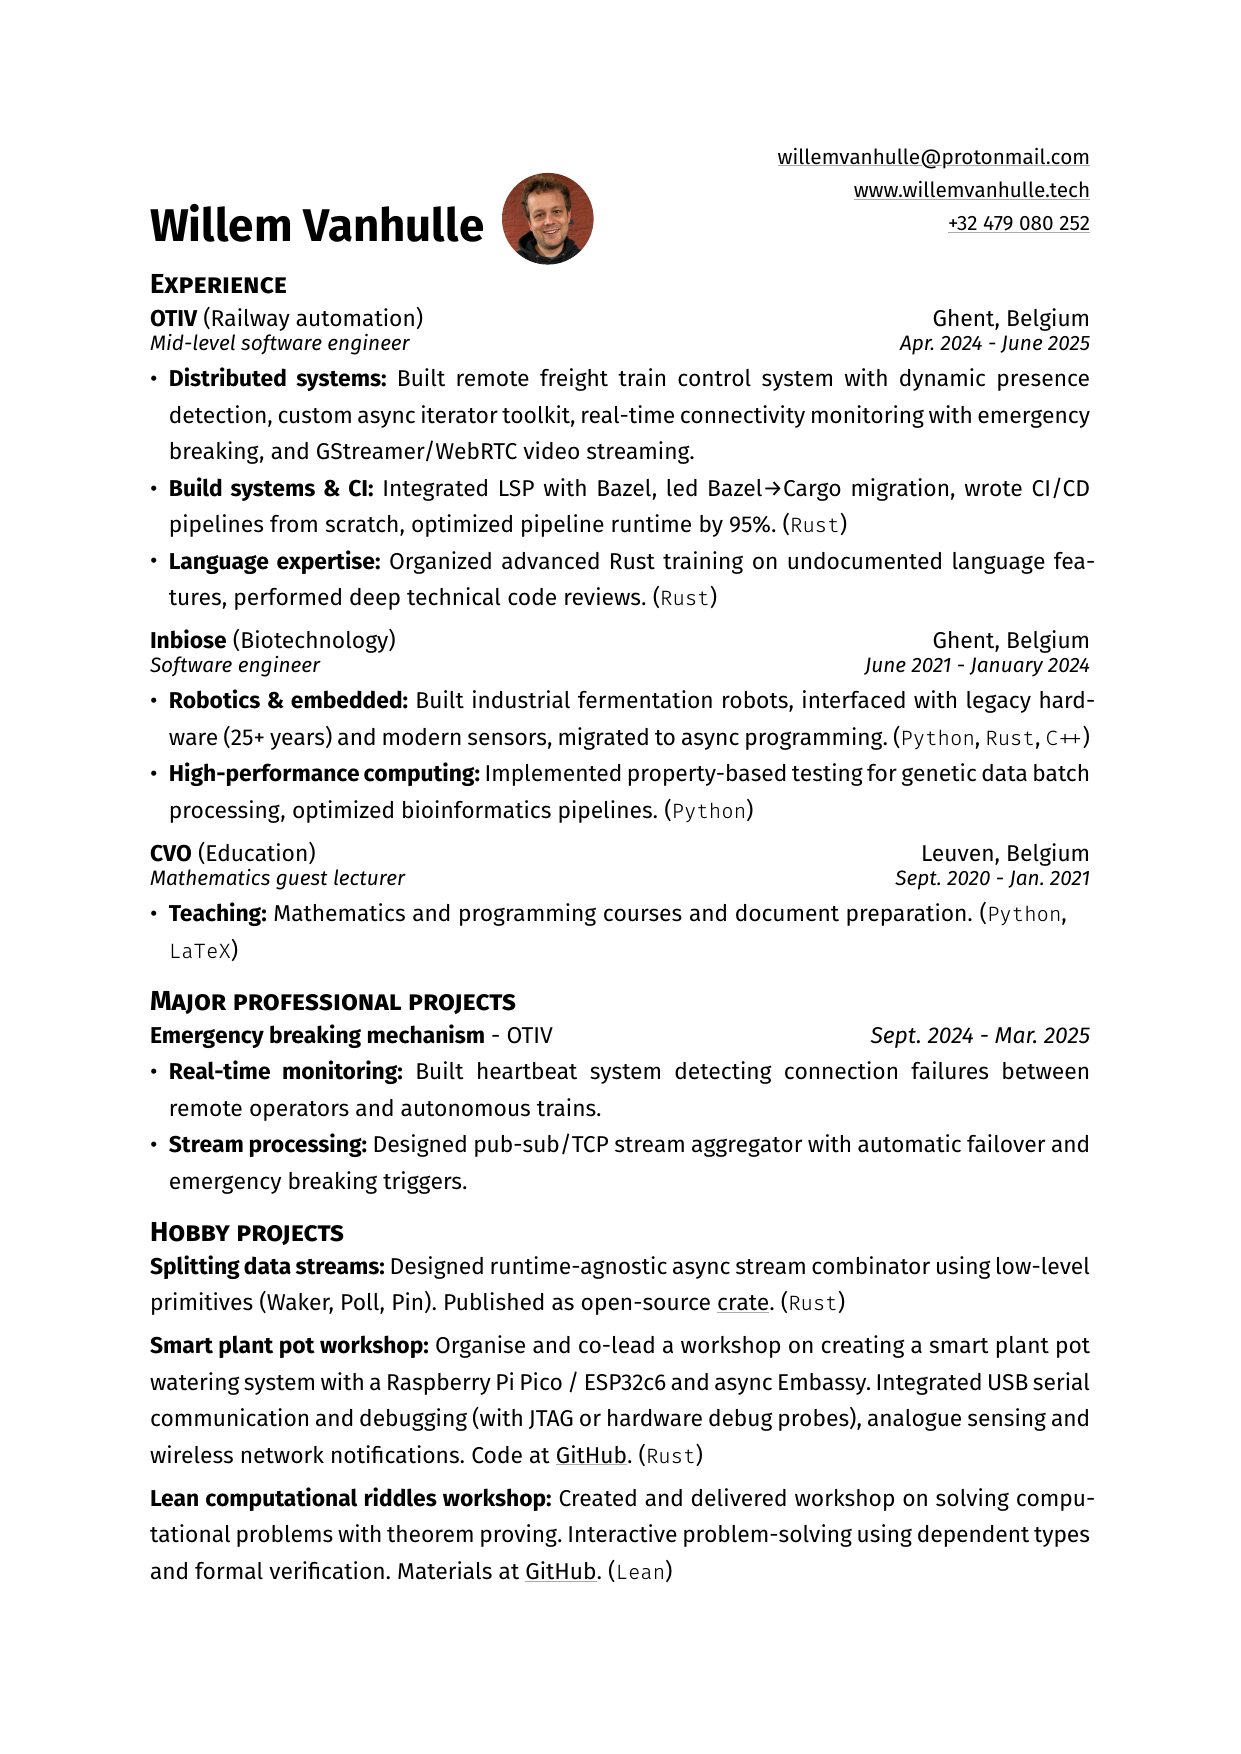 willemvanhulle@protonmail.com
www.willemvanhulle.tech
+32 479 080 252
Willem Vanhulle
EXPERIENCE
OTIV (Railway automation) Ghent, Belgium
Mid-level software engineer Apr. 2024 - June 2025
• Distributed systems: Built remote freight train control system with dynamic presence
detection, custom async iterator toolkit, real-time connectivity monitoring with emergency
breaking, and GStreamer/WebRTC video streaming.
• Build systems & CI: Integrated LSP with Bazel, led Bazel→Cargo migration, wrote CI/CD
pipelines from scratch, optimized pipeline runtime by 95%. (Rust)
• Language expertise: Organized advanced Rust training on undocumented language fea-
tures, performed deep technical code reviews. (Rust)
Inbiose (Biotechnology) Ghent, Belgium
Software engineer June 2021 - January 2024
• Robotics & embedded: Built industrial fermentation robots, interfaced with legacy hard-
ware (25+ years) and modern sensors, migrated to async programming. (Python, Rust, C++)
• High-performance computing: Implemented property-based testing for genetic data batch
processing, optimized bioinformatics pipelines. (Python)
CVO (Education) Leuven, Belgium
Mathematics guest lecturer Sept. 2020 - Jan. 2021
• Teaching: Mathematics and programming courses and document preparation. (Python,
LaTeX)
MAJOR PROFESSIONAL PROJECTS
Emergency breaking mechanism - OTIV Sept. 2024 - Mar. 2025
• Real-time monitoring: Built heartbeat system detecting connection failures between
remote operators and autonomous trains.
• Stream processing: Designed pub-sub/TCP stream aggregator with automatic failover and
emergency breaking triggers.
HOBBY PROJECTS
Splitting data streams: Designed runtime-agnostic async stream combinator using low-level
primitives (Waker, Poll, Pin). Published as open-source crate. (Rust)
Smart plant pot workshop: Organise and co-lead a workshop on creating a smart plant pot
watering system with a Raspberry Pi Pico / ESP32c6 and async Embassy. Integrated USB serial
communication and debugging (with JTAG or hardware debug probes), analogue sensing and
wireless network notifications. Code at GitHub. (Rust)
Lean computational riddles workshop: Created and delivered workshop on solving compu-
tational problems with theorem proving. Interactive problem-solving using dependent types
and formal verification. Materials at GitHub. (Lean)